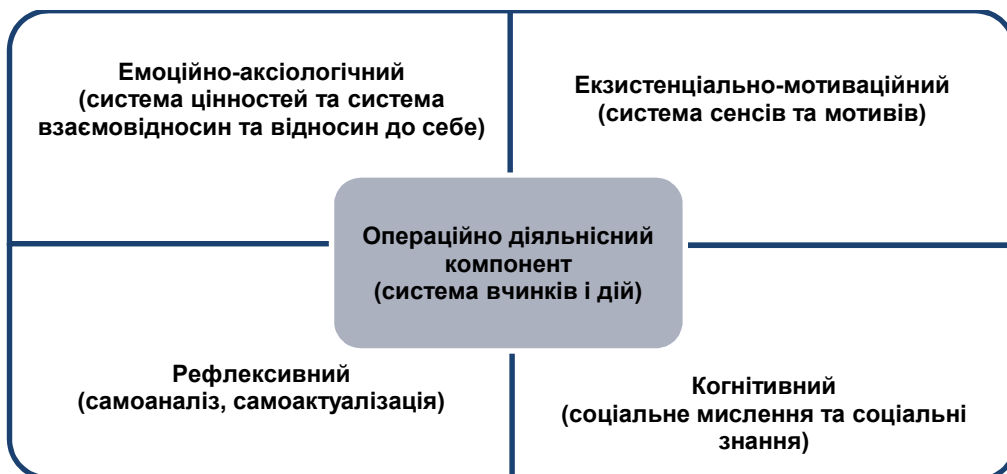 Емоційно-аксіологічний
(система цінностей та система
взаємовідносин та відносин до себе)
Екзистенціально-мотиваційний
(система сенсів та мотивів)
Операційно діяльнісний
компонент
(система вчинків і дій)
Рефлексивний
(самоаналіз, самоактуалізація)
Когнітивний
(соціальне мислення та соціальні
знання)